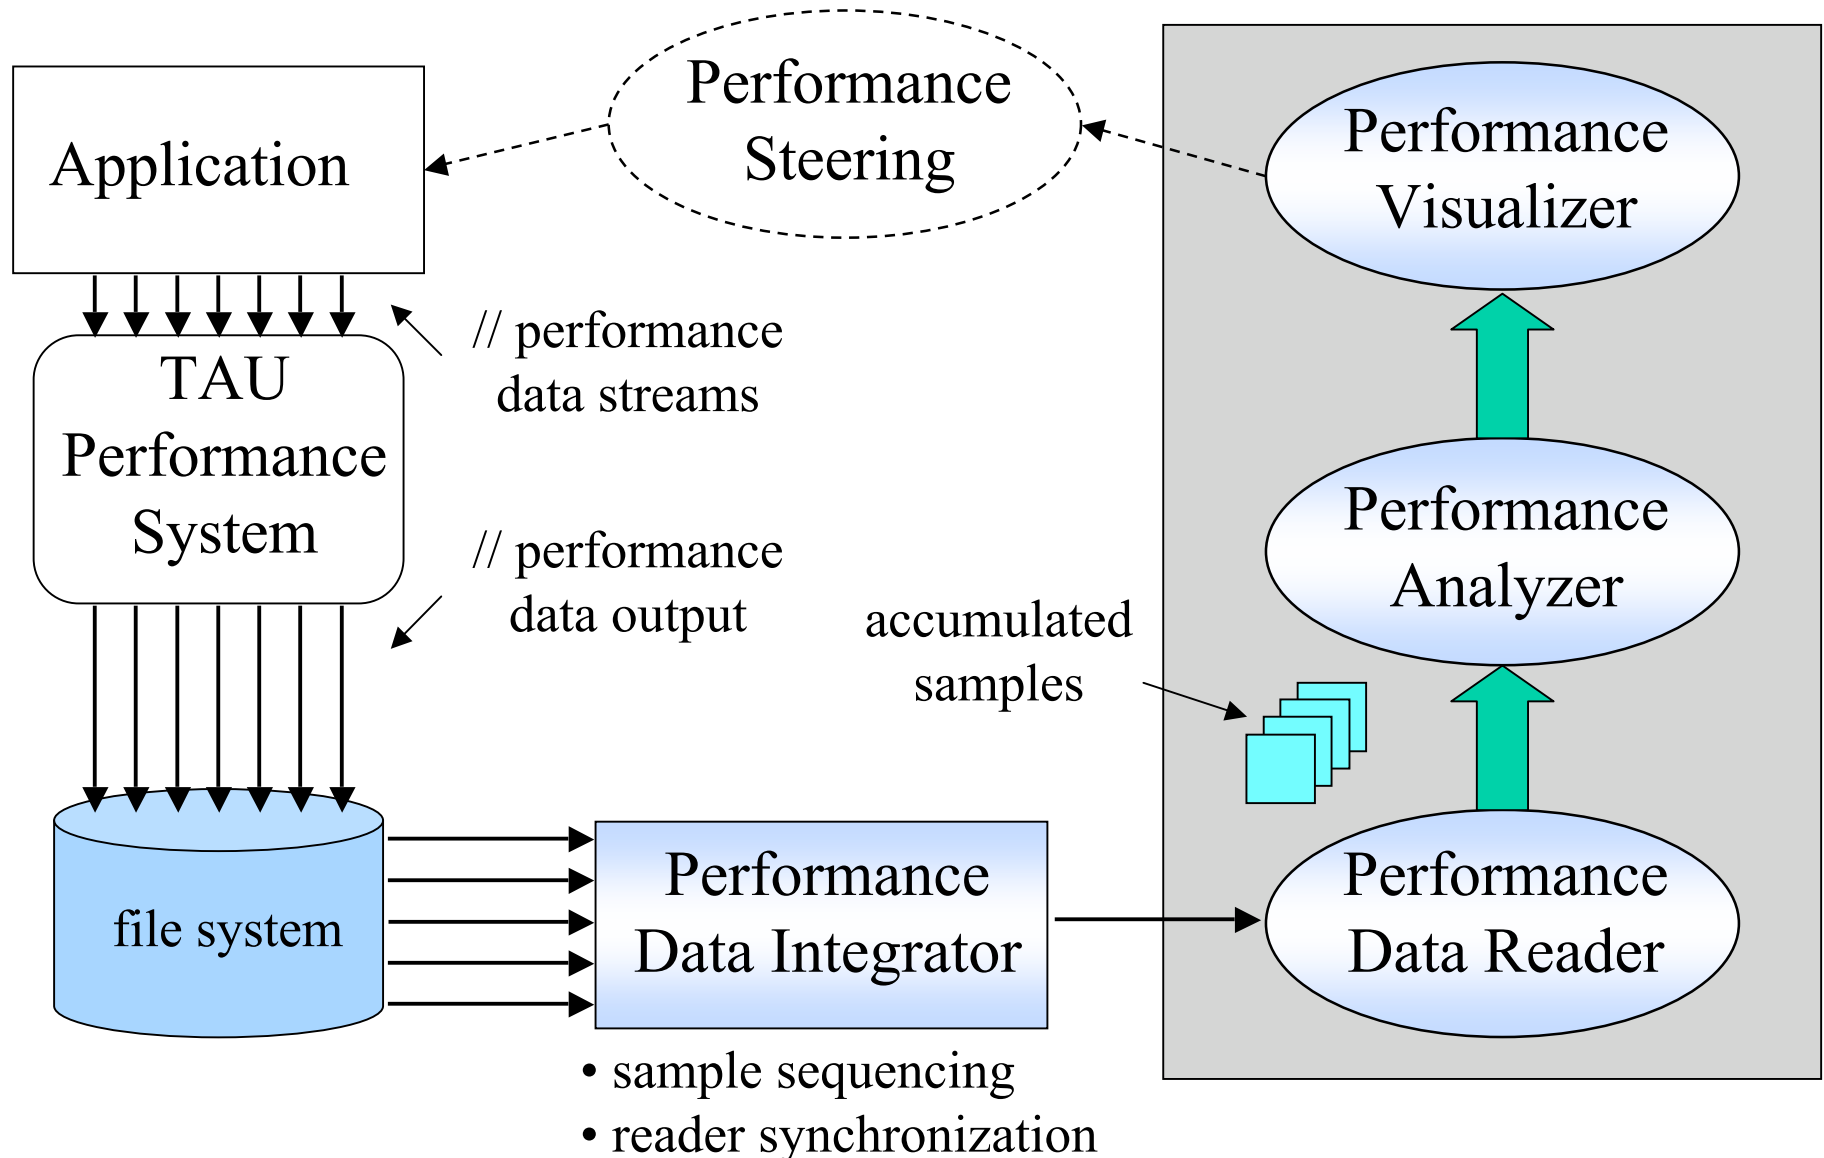 Performance
Steering
Application
Performance
Visualizer
// performance
data streams
TAU
Performance
System
// performance
data output
accumulated
samples
Performance
Analyzer
file system
Performance
Data Integrator
Performance
Data Reader
• sample sequencing
• reader synchronization